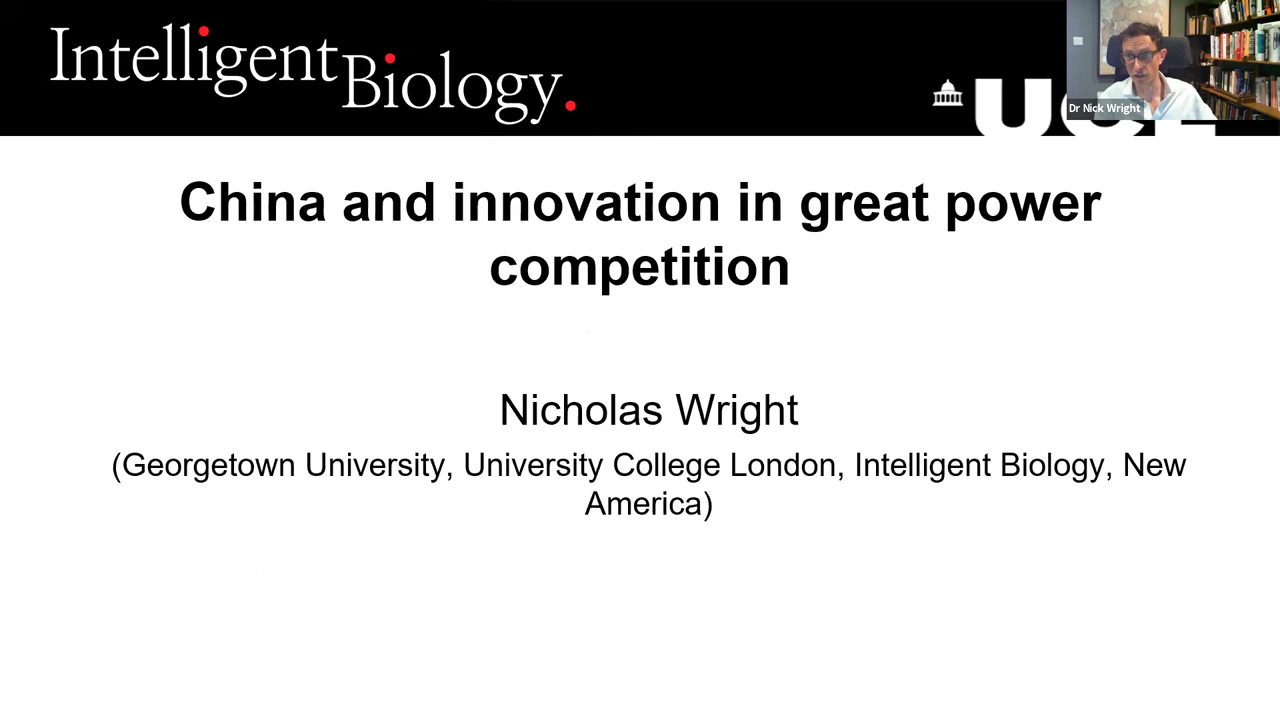 Intelligent
Biology.
UCL
Dr Nick Wright
China and innovation in great power
competition
Nicholas Wright
(Georgetown University, University College London, Intelligent Biology, New
America)